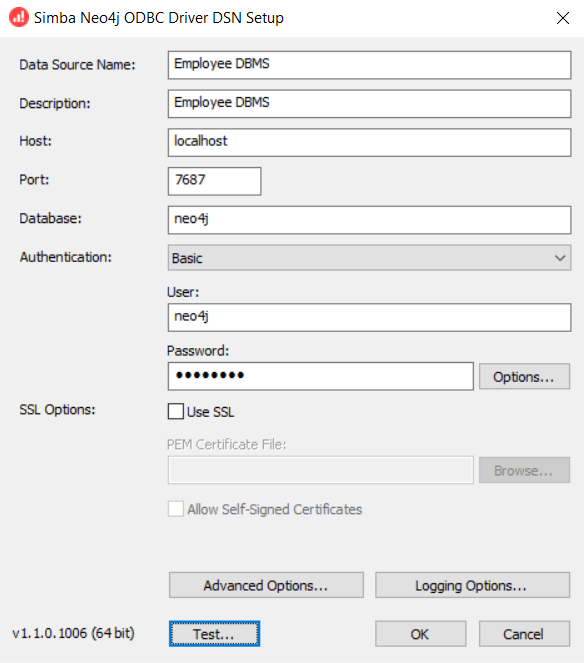 Simba Neo4j ODBC Driver DSN Setup
Data Source Name: Employee DBMS
Description: Employee DBMS
Host: localhost
Port: 7687
Database: neo4j
Authentication: Basic
User:
neo4j
Password:
●●●●●●●● Options...
SSL Options: Use SSL
PEM Certificate File:
Browse...
Allow Self-Signed Certificates
Advanced Options... Logging Options...
v1.1.0.1006 (64 bit) Test... OK Cancel